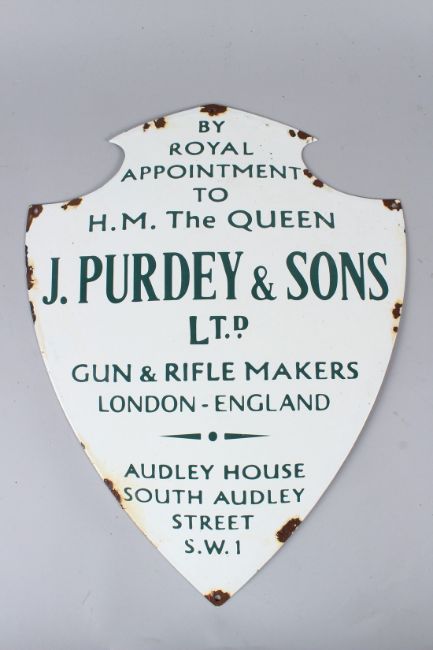 BY
ROYAL
APPOINTMENT
TO
H.M. The QUEEN
J. PURDEY & SONS
LT.D
GUN & RIFLE MAKERS
LONDON - ENGLAND
AUDLEY HOUSE
SOUTH AUDLEY
STREET
S.W.1